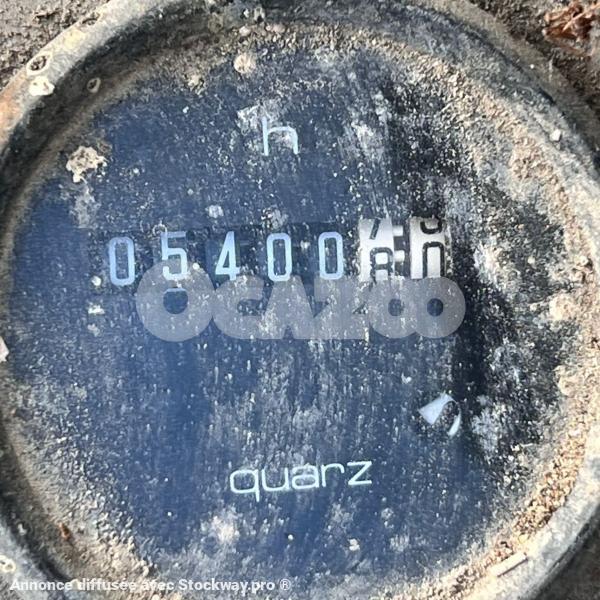 h
05400
OCAZOO
quarz
Annonce diffusée avec Stockway.pro ®